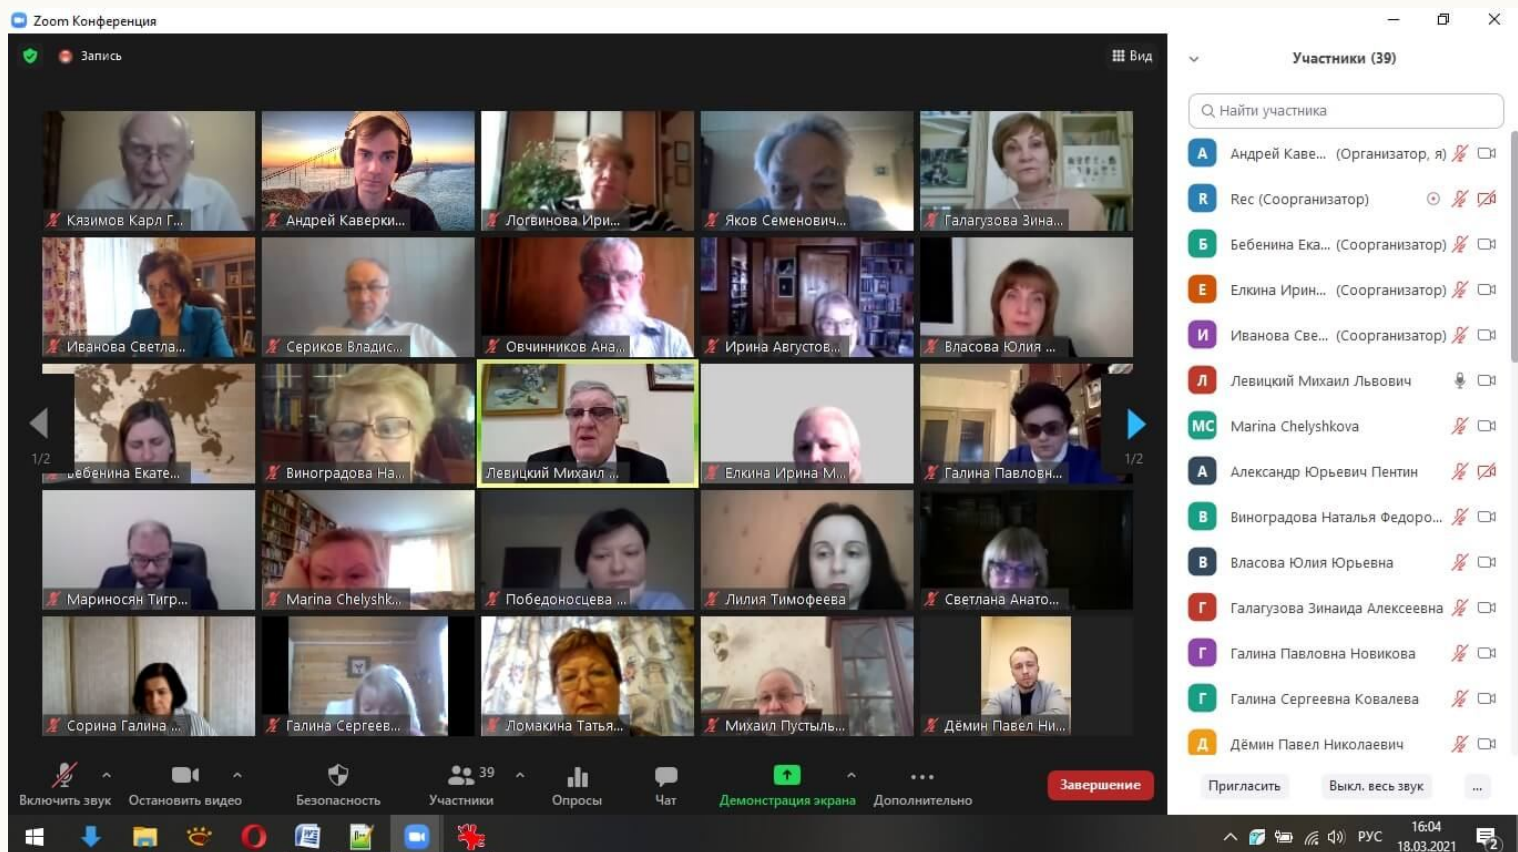 Zoom Конференция
Запись
Вид
Кязимов Карл Г...
Андрей Каверки...
Логвинова Ири...
Яков Семенович...
Галагузова Зина...
Иванова Светла...
Сериков Владис...
Овчинников Ана...
Ирина Августов...
Власова Юлия ...
1/2
Бебенина Екате...
Виноградова На...
Левицкий Михаил ...
Елкина Ирина М...
Галина Павловн...
1/2
Мариносян Тигр...
Marina Chelyshk...
Победоносцева ...
Лилия Тимофеева
Светлана Анато...
Сорина Галина ...
Галина Сергеев...
Ломакина Татья...
Михаил Пустыль...
Дёмин Павел Ни...
Включить звук
Остановить видео
Безопасность
39
Участники
Опросы
Чат
Демонстрация экрана
Дополнительно
Завершение
Участники (39)
Найти участника
А Андрей Каве... (Организатор, я)
R Rec (Соорганизатор)
Б Бебенина Ека... (Соорганизатор)
Е Елкина Ирин... (Соорганизатор)
И Иванова Све... (Соорганизатор)
Л Левицкий Михаил Львович
MC Marina Chelyshkova
А Александр Юрьевич Пентин
В Виноградова Наталья Федоро...
В Власова Юлия Юрьевна
Г Галагузова Зинаида Алексеевна
Г Галина Павловна Новикова
Г Галина Сергеевна Ковалева
Д Дёмин Павел Николаевич
Пригласить
Выкл. весь звук
...
РУС
16:04
18.03.2021
2